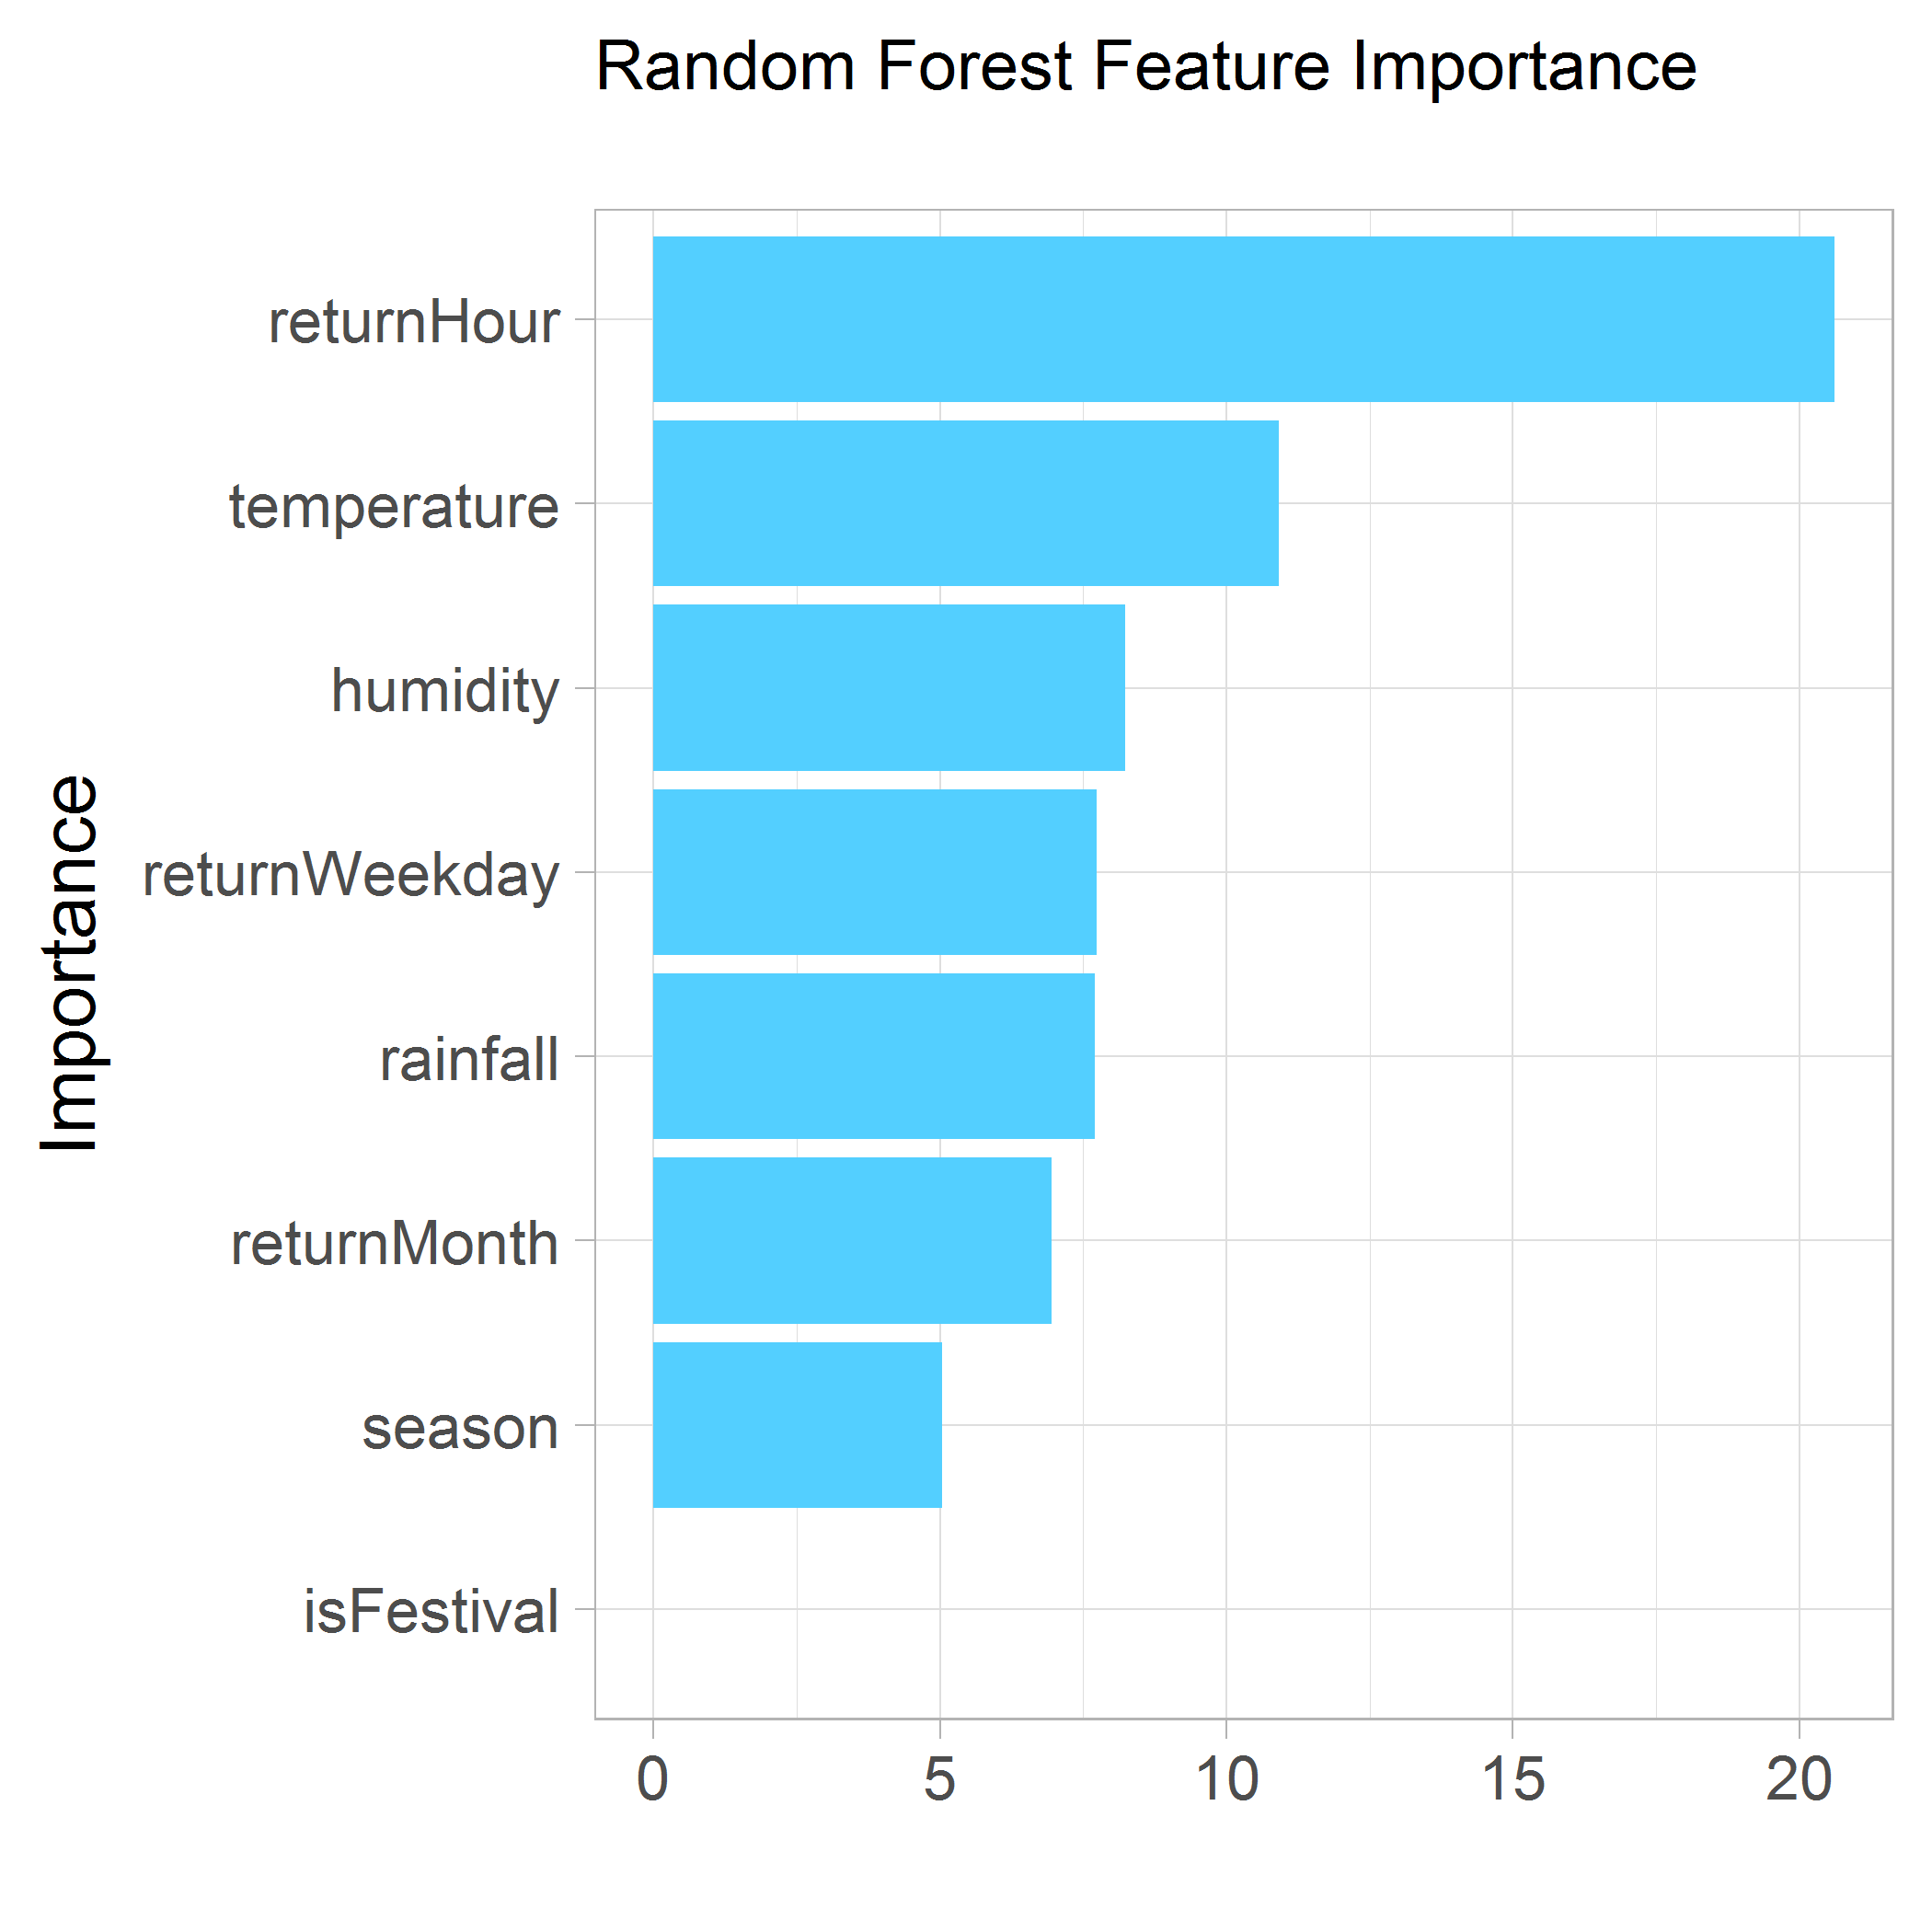 Random Forest Feature Importance
Importance
returnHour
temperature
humidity
returnWeekday
rainfall
returnMonth
season
isFestival
0 5 10 15 20